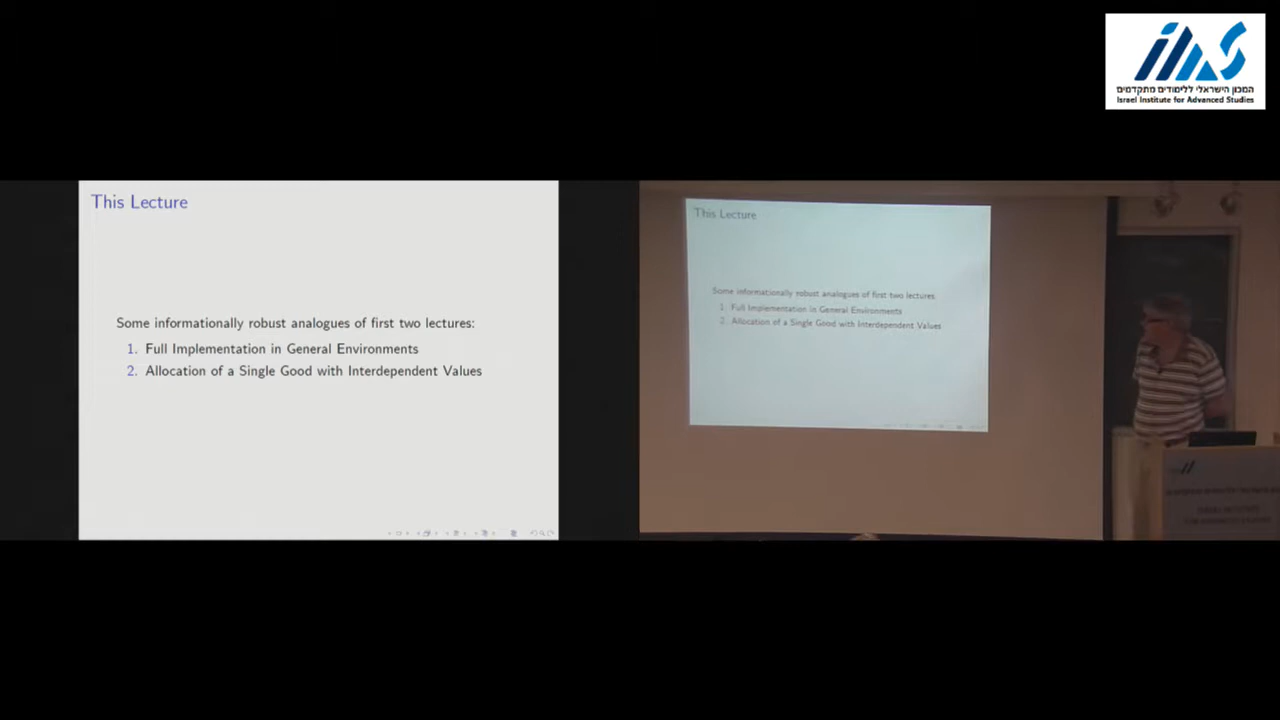 המכון הישראלי ללימודים מתקדמים
Israel Institute for Advanced Studies
This Lecture
Some informationally robust analogues of first two lectures:
1. Full Implementation in General Environments
2. Allocation of a Single Good with Interdependent Values
This Lecture
Some informationally robust analogues of first two lectures
1. Full Implementation in General Environments
2. Allocation of a Single Good with Interdependent Values